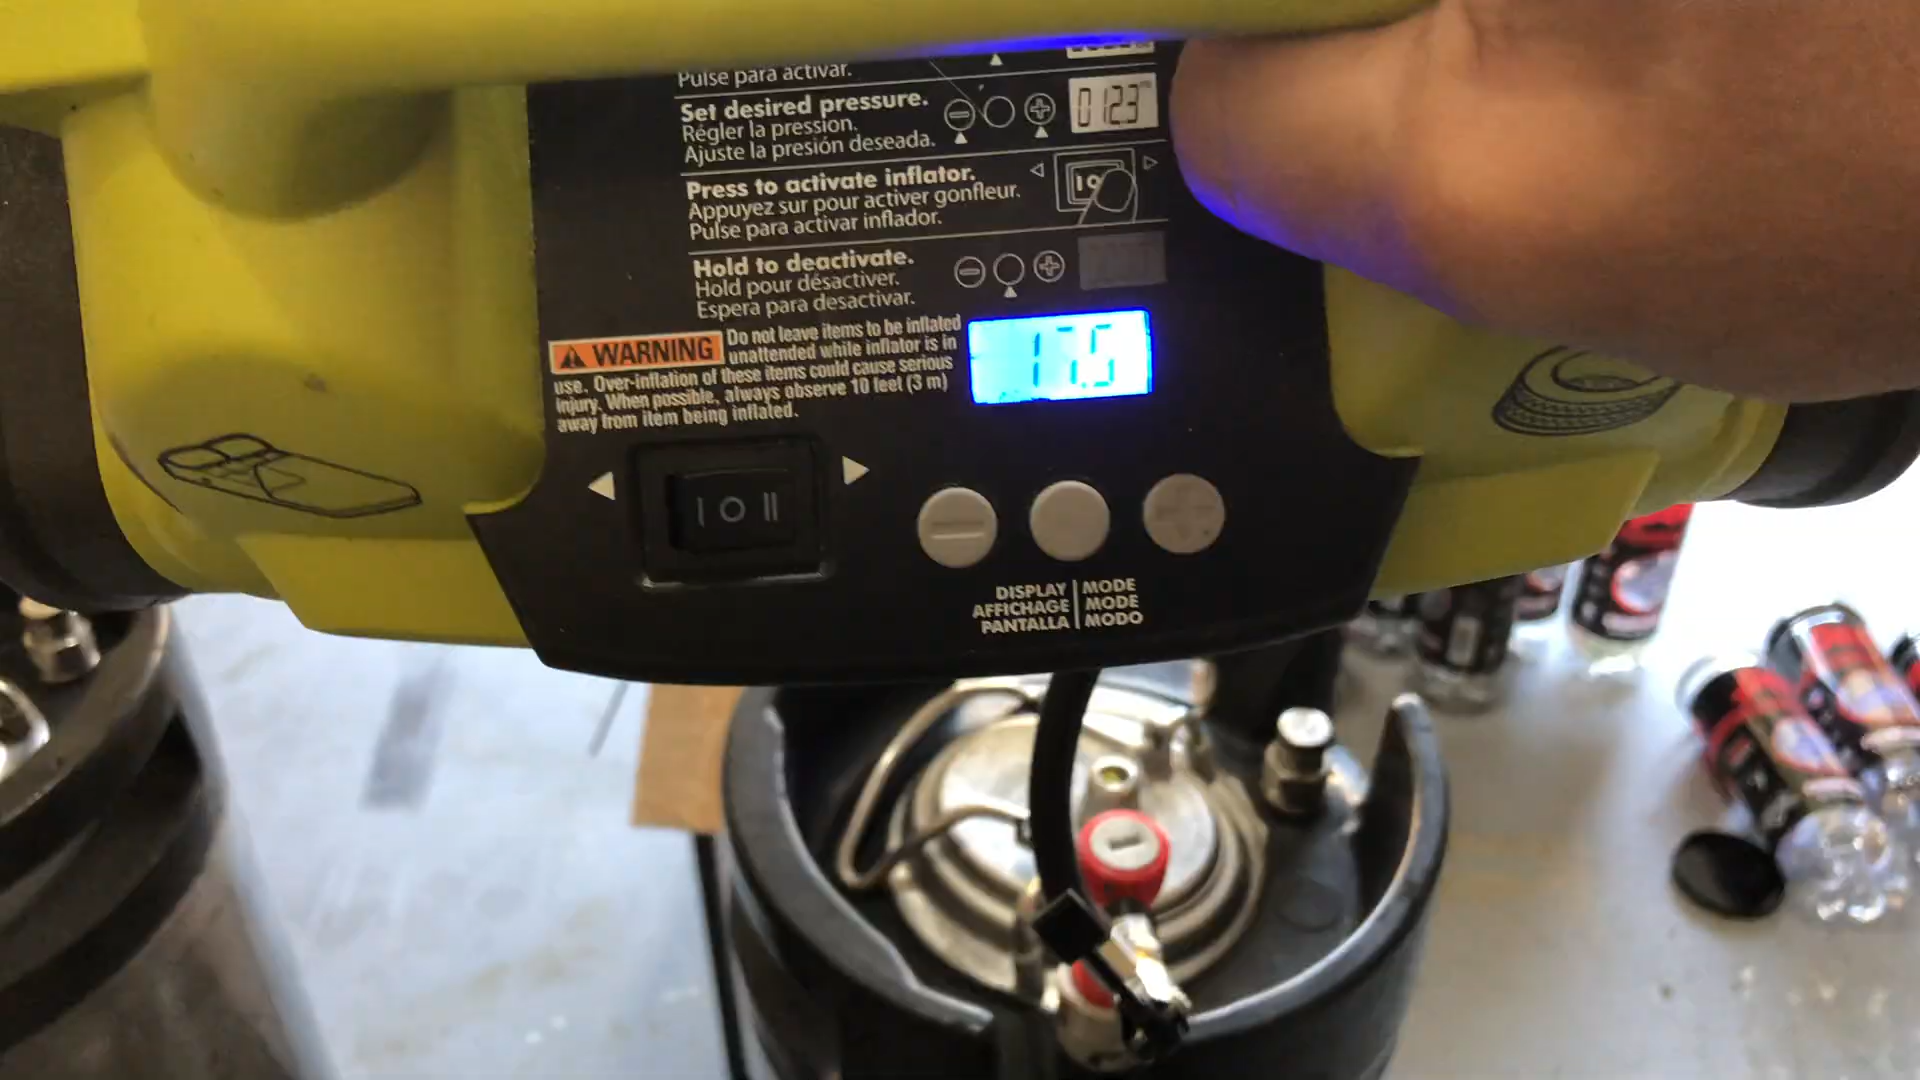 Pulse para activar.
Set desired pressure.
Régler la pression.
Ajuste la presión deseada.
0123
Press to activate inflator.
Appuyez sur pour activer gonfleur.
Pulse para activar inflador.
I O
Hold to deactivate.
Hold pour désactiver.
Espera para desactivar.
WARNING Do not leave items to be inflated
unattended while inflator is in
use. Over-inflation of these items could cause serious
injury. When possible, always observe 10 feet (3 m)
away from item being inflated.
17.5
I O II
DISPLAY | MODE
AFFICHAGE | MODE
PANTALLA | MODO